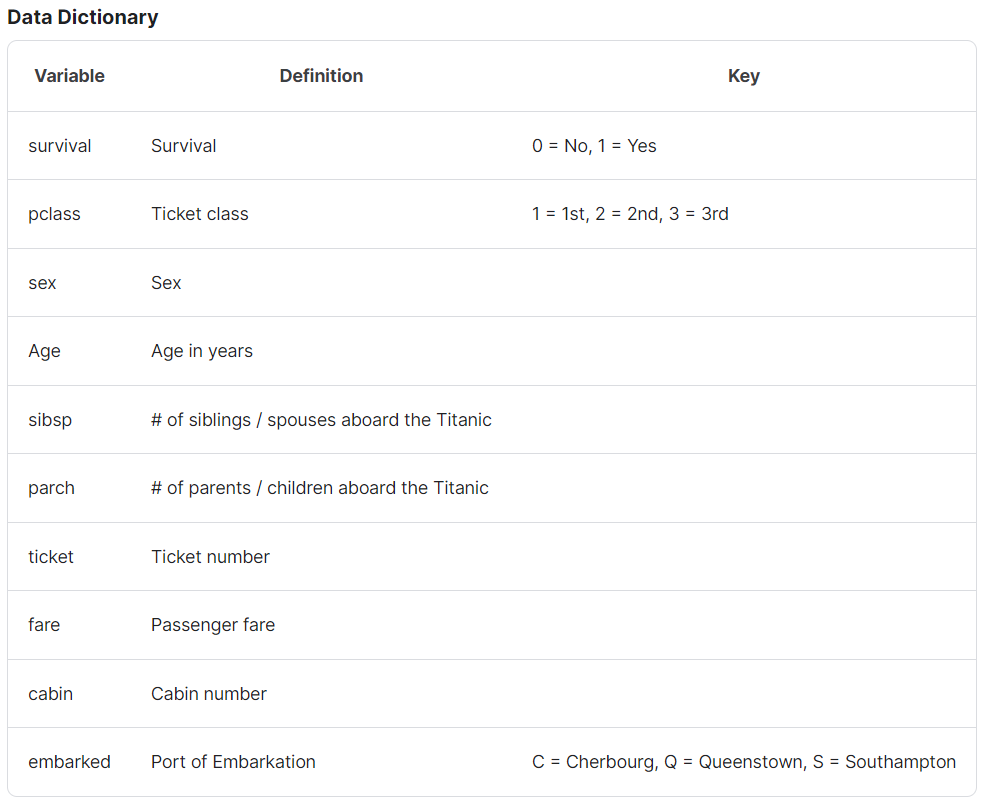 Data Dictionary
Variable Definition Key
survival Survival 0 = No, 1 = Yes
pclass Ticket class 1 = 1st, 2 = 2nd, 3 = 3rd
sex Sex
Age Age in years
sibsp # of siblings / spouses aboard the Titanic
parch # of parents / children aboard the Titanic
ticket Ticket number
fare Passenger fare
cabin Cabin number
embarked Port of Embarkation C = Cherbourg, Q = Queenstown, S = Southampton